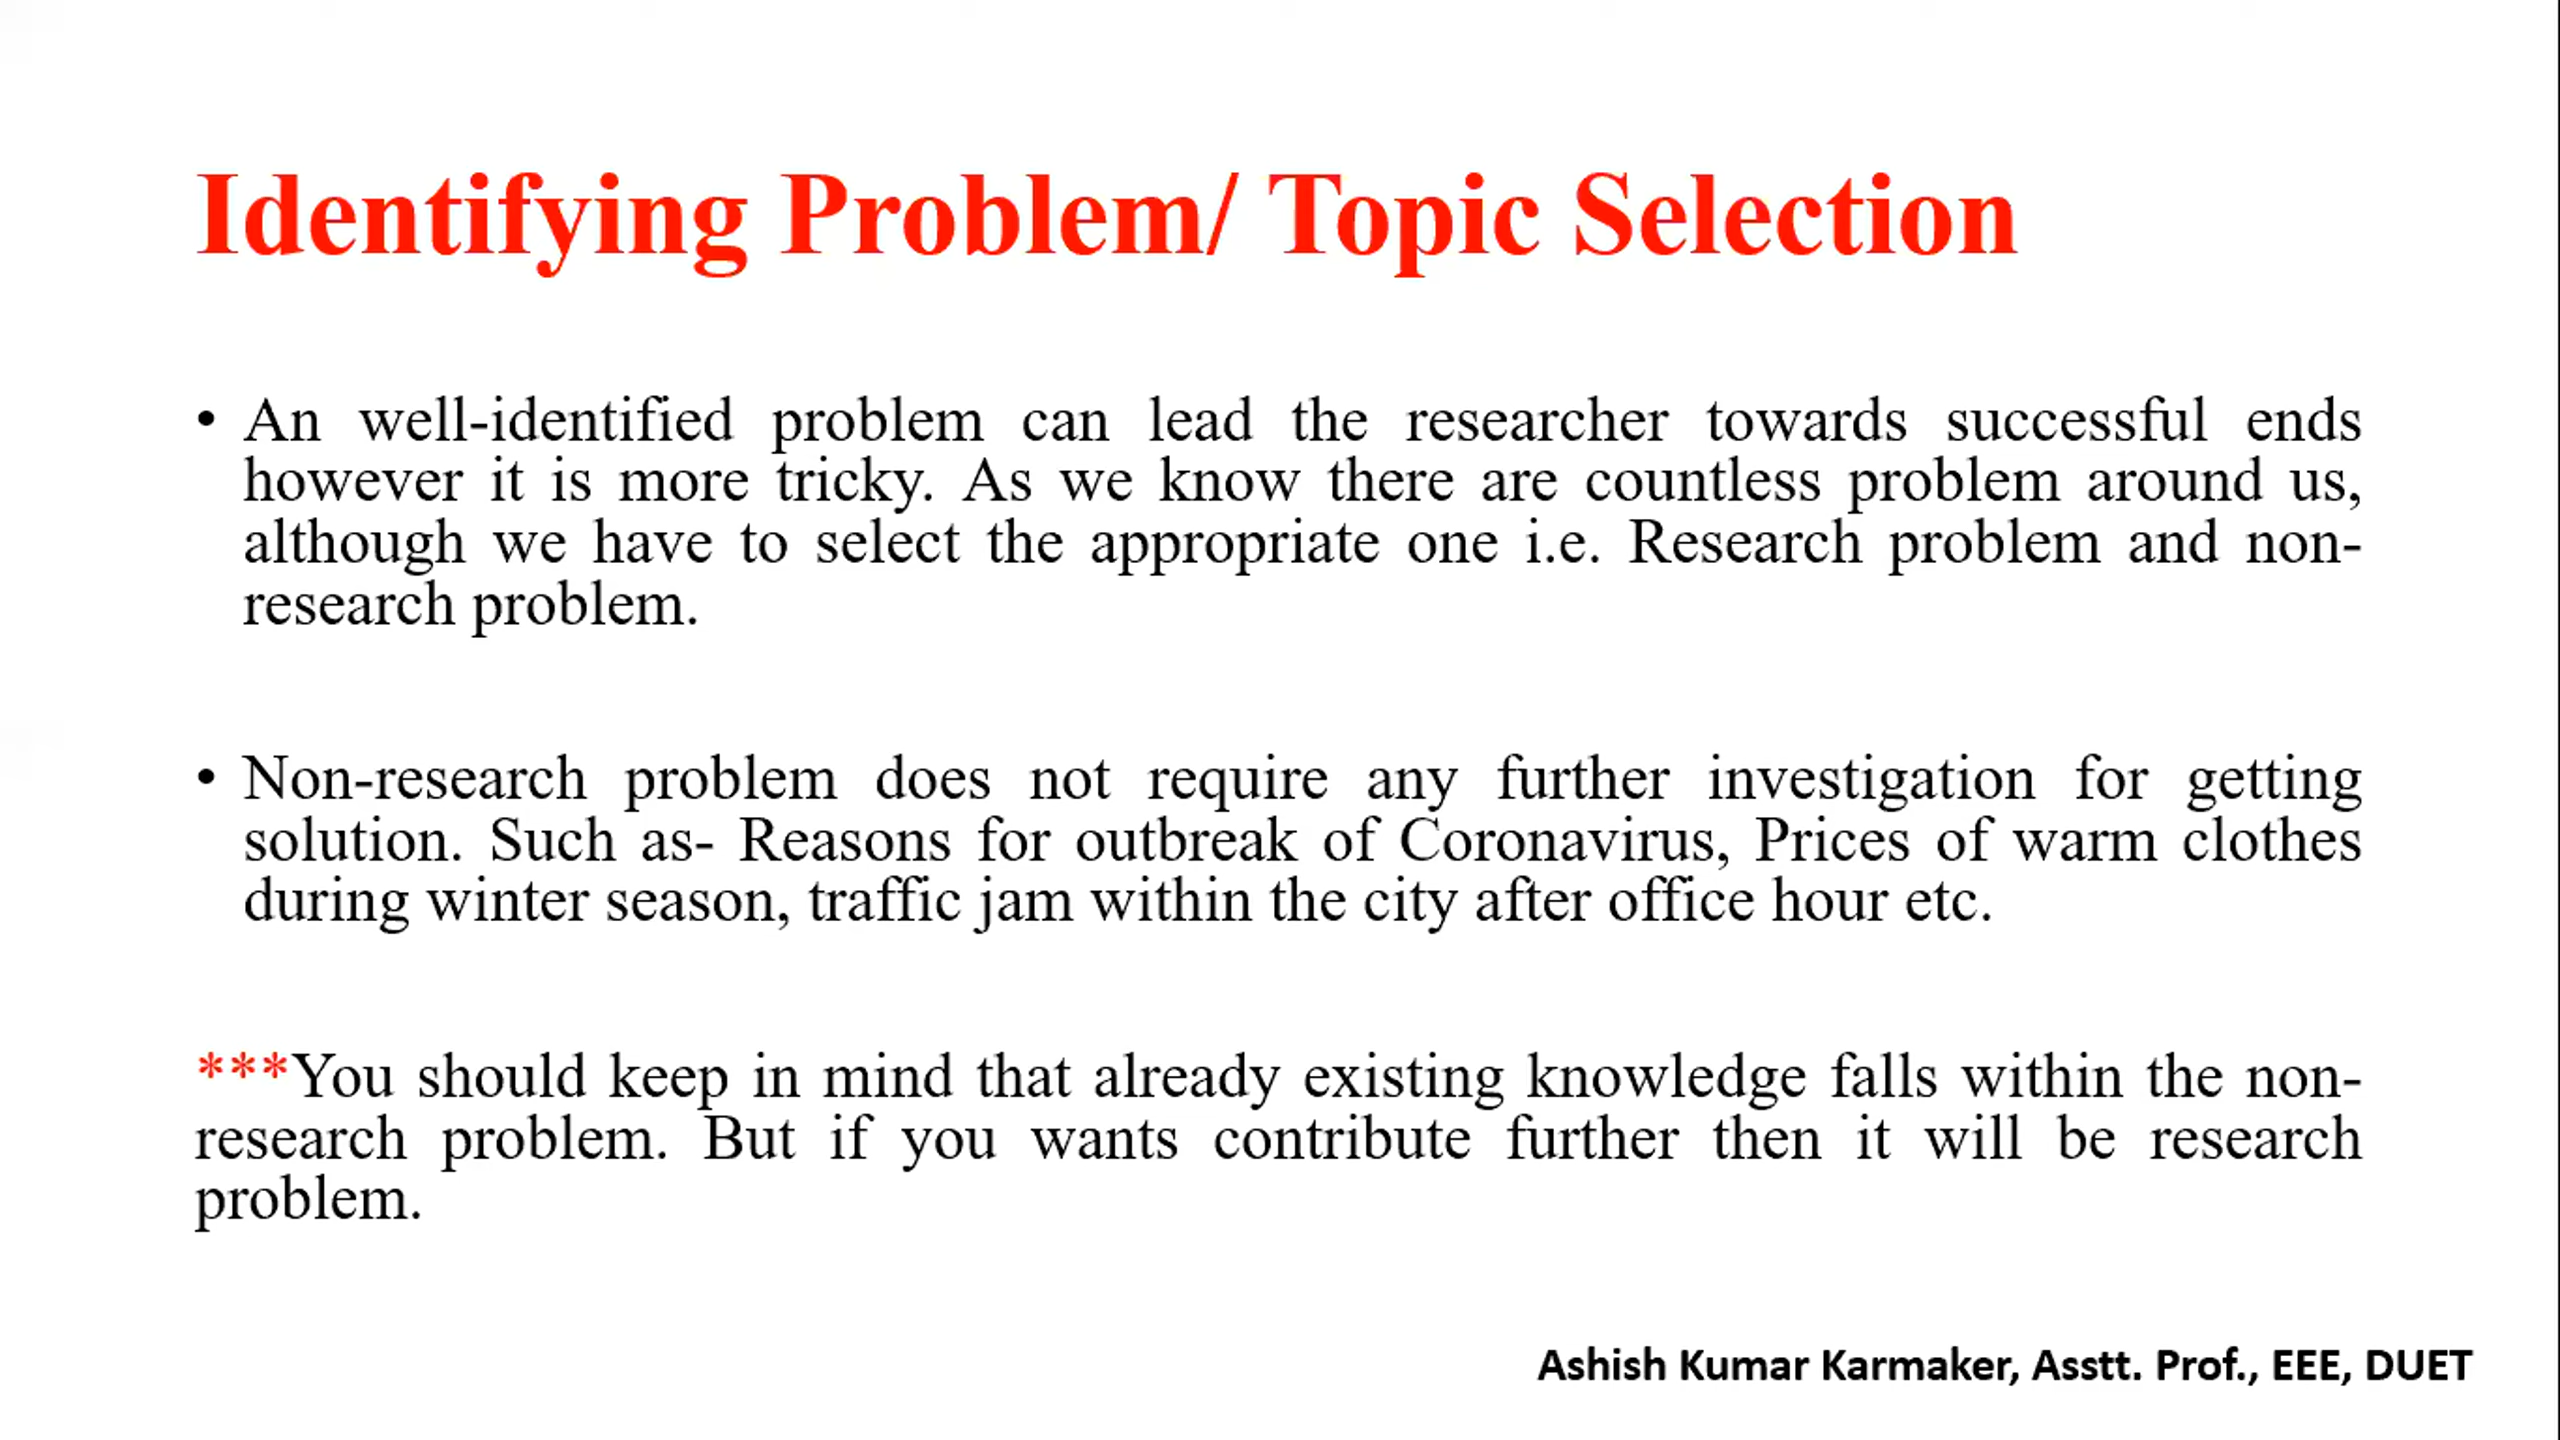 Identifying Problem/ Topic Selection
• An well-identified problem can lead the researcher towards successful ends
however it is more tricky. As we know there are countless problem around us,
although we have to select the appropriate one i.e. Research problem and non-
research problem.
• Non-research problem does not require any further investigation for getting
solution. Such as- Reasons for outbreak of Coronavirus, Prices of warm clothes
during winter season, traffic jam within the city after office hour etc.
***You should keep in mind that already existing knowledge falls within the non-
research problem. But if you wants contribute further then it will be research
problem.
Ashish Kumar Karmaker, Asstt. Prof., EEE, DUET